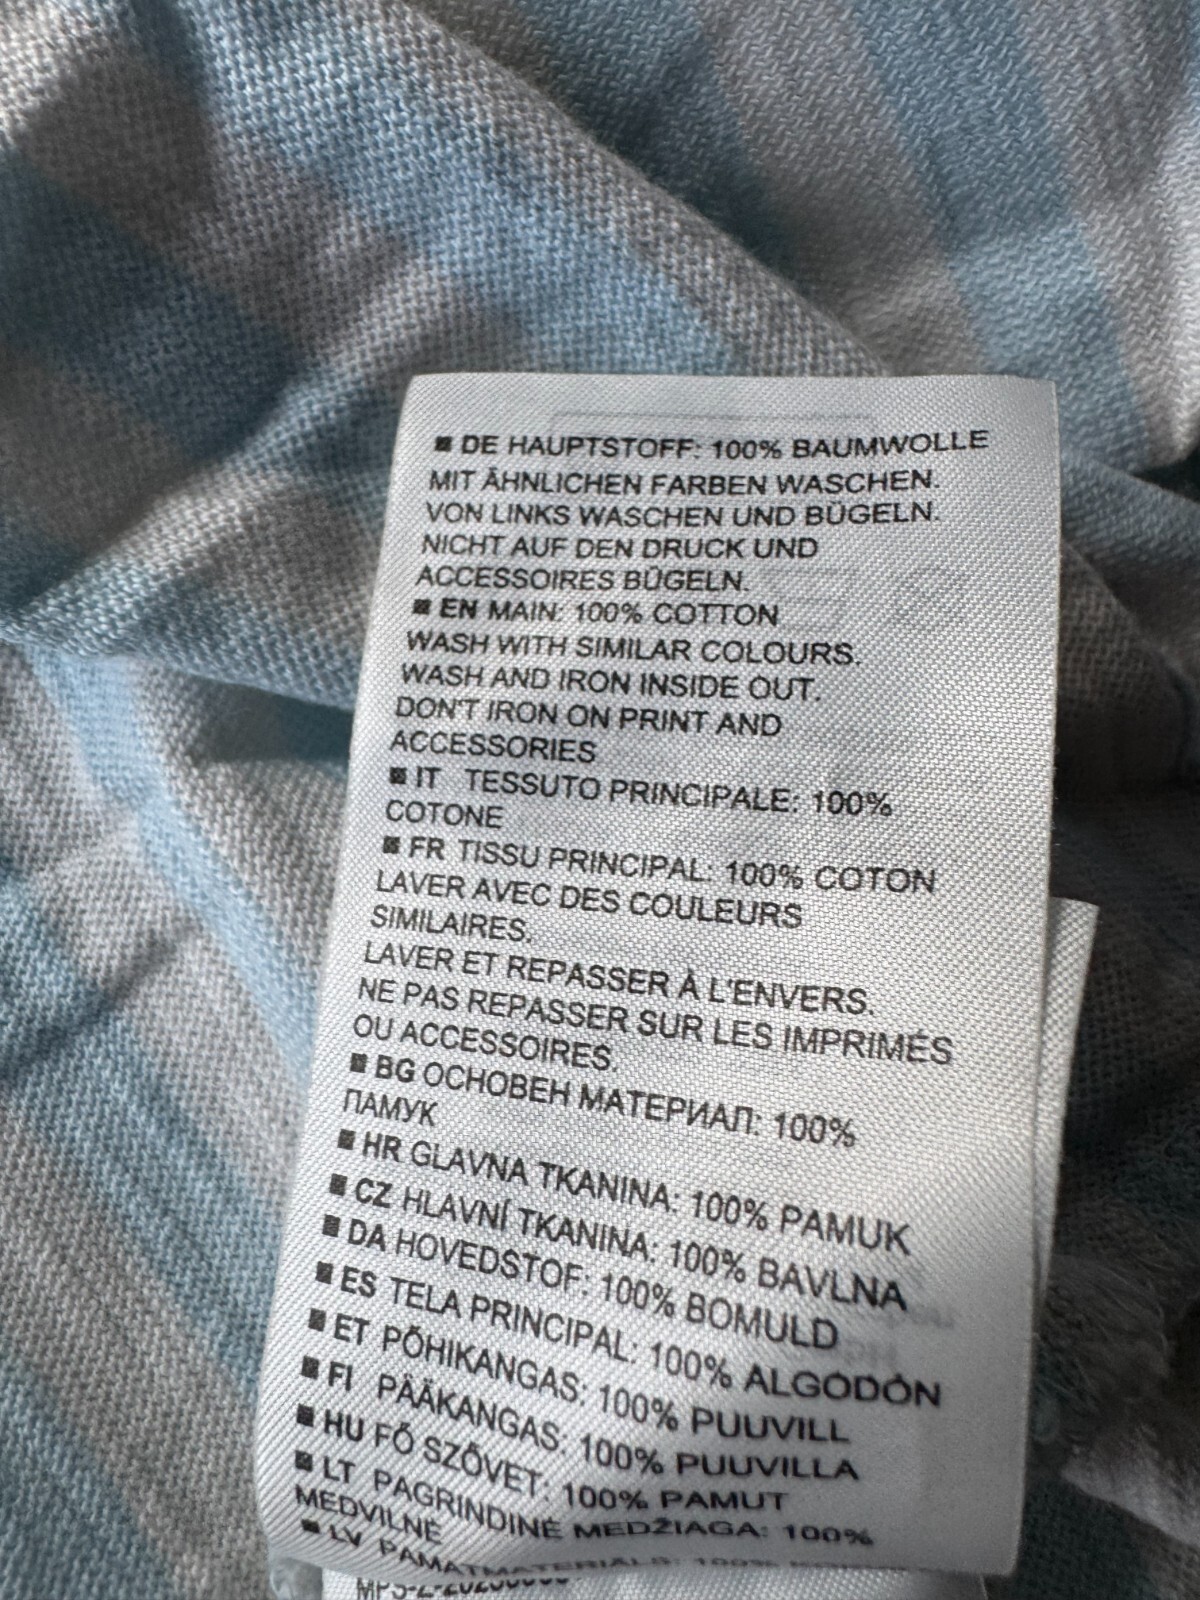 ■ DE HAUPTSTOFF: 100% BAUMWOLLE
MIT ÄHNLICHEN FARBEN WASCHEN.
VON LINKS WASCHEN UND BÜGELN.
NICHT AUF DEN DRUCK UND
ACCESSOIRES BÜGELN.
■ EN MAIN: 100% COTTON
WASH WITH SIMILAR COLOURS.
WASH AND IRON INSIDE OUT.
DON'T IRON ON PRINT AND
ACCESSORIES
■ IT TESSUTO PRINCIPALE: 100%
COTONE
■ FR TISSU PRINCIPAL: 100% COTON
LAVER AVEC DES COULEURS
SIMILAIRES.
LAVER ET REPASSER À L'ENVERS.
NE PAS REPASSER SUR LES IMPRIMÉS
OU ACCESSOIRES.
■ BG ОСНОВЕН МАТЕРИАЛ: 100%
ПАМУК
■ HR GLAVNA TKANINA: 100% PAMUK
■ CZ HLAVNÍ TKANINA: 100% BAVLNA
■ DA HOVEDSTOF: 100% BOMULD
■ ES TELA PRINCIPAL: 100% ALGODÓN
■ ET PÕHIKANGAS: 100% PUUVILL
■ FI PÄÄKANGAS: 100% PUUVILLA
■ HU FŐ SZÖVET: 100% PAMUT
■ LT PAGRINDINĖ MEDŽIAGA: 100%
MEDVILNĖ
■ LV PAMATMATERIĀLS: 100%